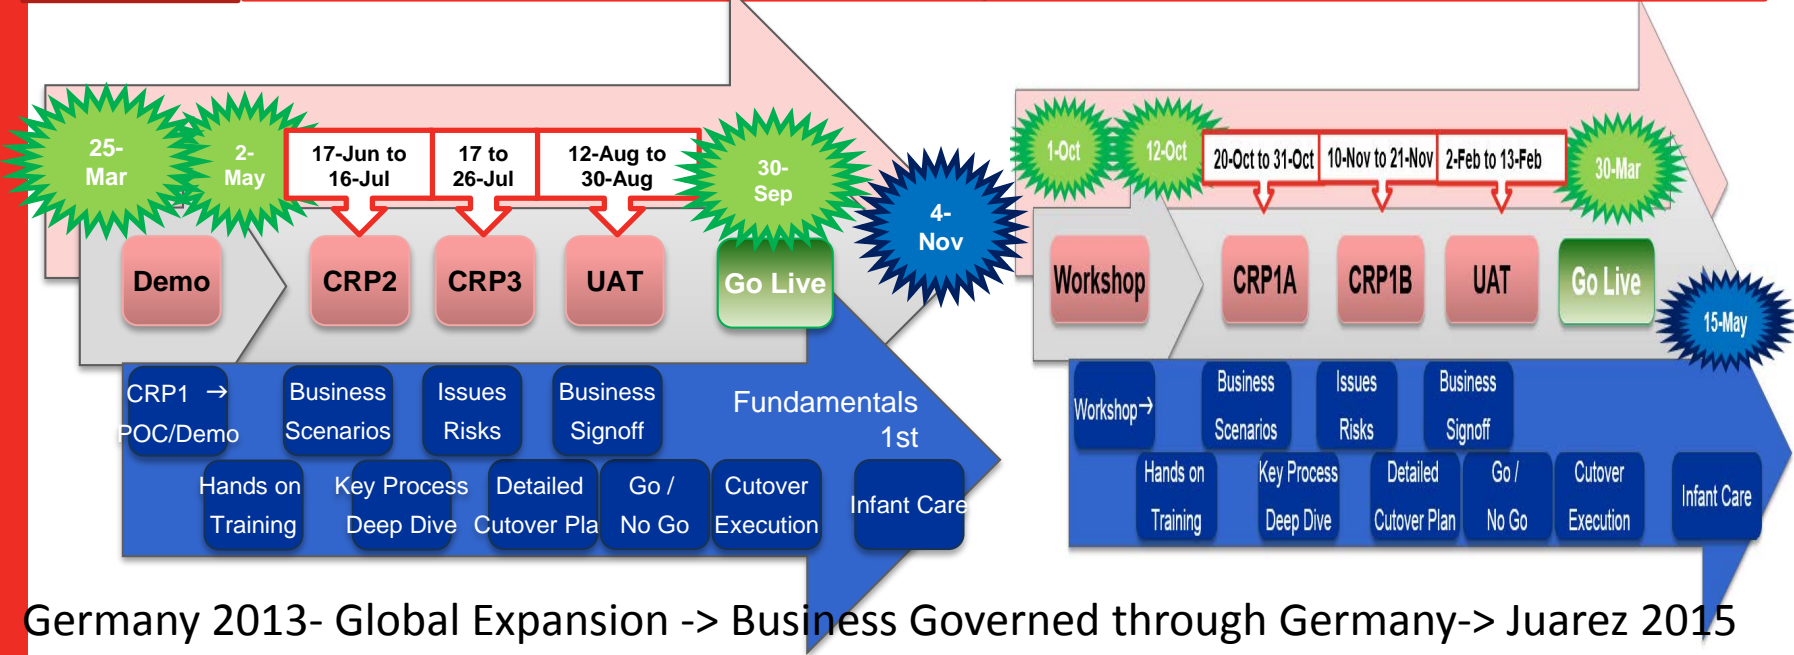 25-
Mar
2-
May
17-Jun to
16-Jul
17 to
26-Jul
12-Aug to
30-Aug
30-
Sep
4-
Nov
Demo
CRP2
CRP3
UAT
Go Live
CRP1 →
POC/Demo
Business
Scenarios
Issues
Risks
Business
Signoff
Fundamentals
1st
Hands on
Training
Key Process
Deep Dive
Detailed
Cutover Pla
Go /
No Go
Cutover
Execution
Infant Care
1-Oct
12-Oct
20-Oct to 31-Oct
10-Nov to 21-Nov
2-Feb to 13-Feb
30-Mar
Workshop
CRP1A
CRP1B
UAT
Go Live
15-May
Workshop→
Business
Scenarios
Issues
Risks
Business
Signoff
Hands on
Training
Key Process
Deep Dive
Detailed
Cutover Plan
Go /
No Go
Cutover
Execution
Infant Care
Germany 2013- Global Expansion -> Business Governed through Germany-> Juarez 2015